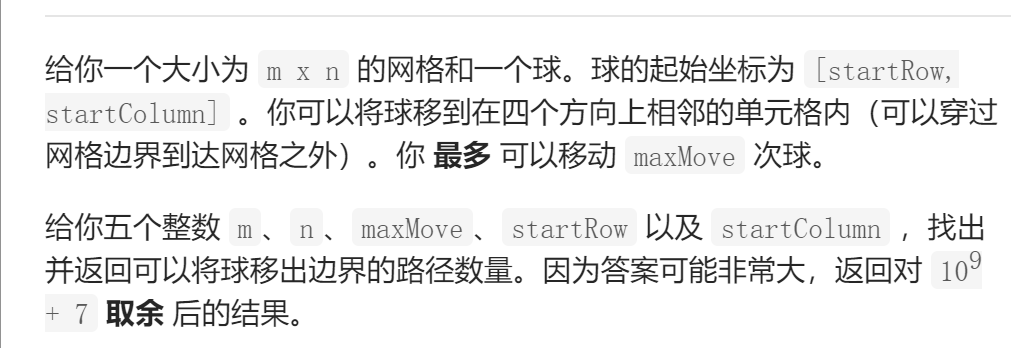 给你一个大小为 m x n 的网格和一个球。球的起始坐标为 [startRow,
startColumn] 。你可以将球移到在四个方向上相邻的单元格内（可以穿过
网格边界到达网格之外）。你 最多 可以移动 maxMove 次球。
给你五个整数 m、n、maxMove、startRow 以及 startColumn ，找出
并返回可以将球移出边界的路径数量。因为答案可能非常大，返回对 10⁹
+ 7 取余 后的结果。